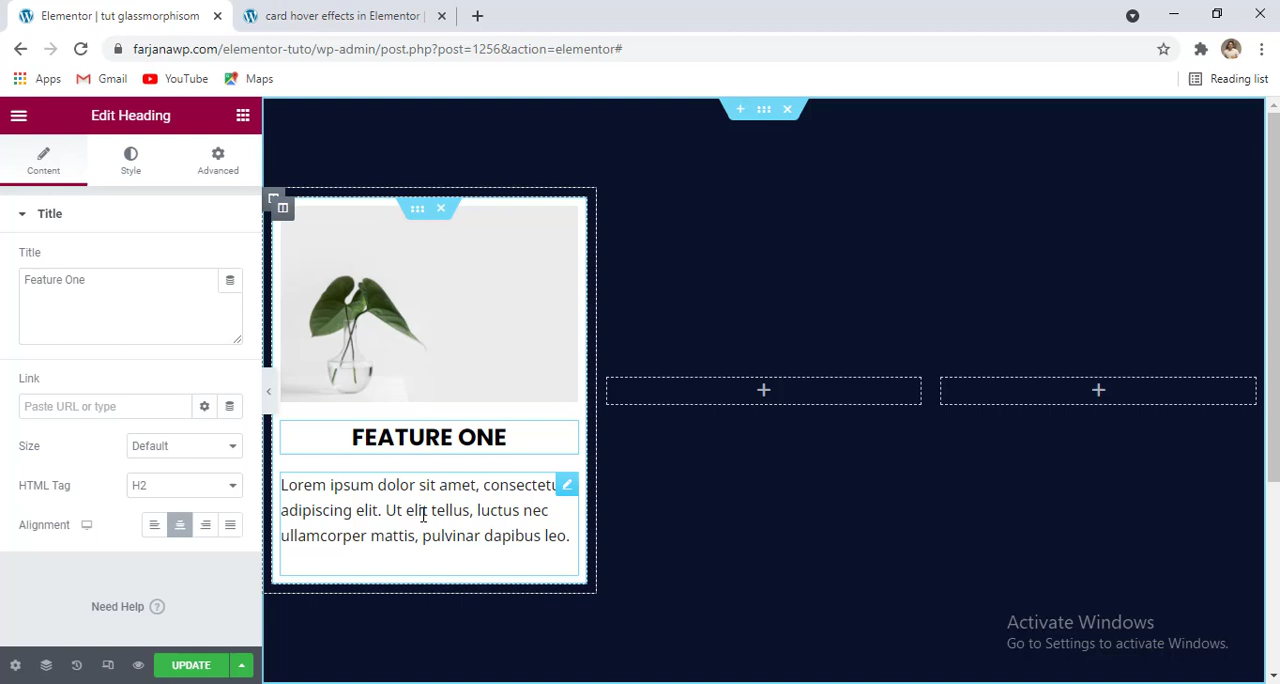 Elementor | tut glassmorphisom
card hover effects in Elementor |
farjanawp.com/elementor-tuto/wp-admin/post.php?post=1256&action=elementor#
Apps Gmail YouTube Maps Reading list
Edit Heading
Content Style Advanced
Title
Title
Feature One
Link
Paste URL or type
Size Default
HTML Tag H2
Alignment
Need Help ?
UPDATE
FEATURE ONE
Lorem ipsum dolor sit amet, consectetu
adipiscing elit. Ut elit tellus, luctus nec
ullamcorper mattis, pulvinar dapibus leo.
Activate Windows
Go to Settings to activate Windows.